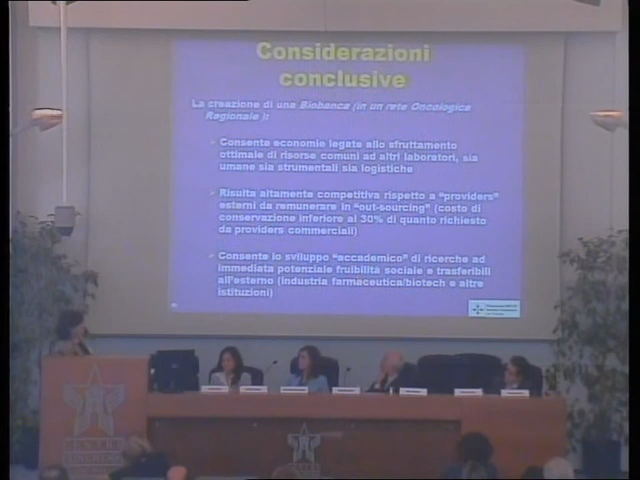 Considerazioni
conclusive
La creazione di una Biobanca (in un rete Oncologica
Regionale):
Consente economie legate allo sfruttamento
ottimale di risorse comuni ad altri laboratori, sia
umane sia strumentali sia logistiche
Risulta altamente competitiva rispetto a "providers"
esterni da remunerare in "out-sourcing" (costo di
conservazione inferiore al 30% di quanto richiesto
da providers commerciali)
Consente lo sviluppo "accademico" di ricerche ad
immediata potenziale fruibilità sociale e trasferibili
all'esterno (industria farmaceutica/biotech e altre
istituzioni)